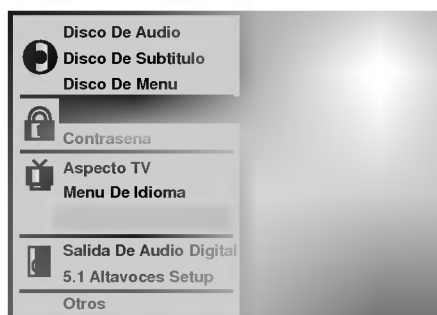 Disco De Audio
Disco De Subtitulo
Disco De Menu
Contrasena
Aspecto TV
Menu De Idioma
Salida De Audio Digital
5.1 Altavoces Setup
Otros